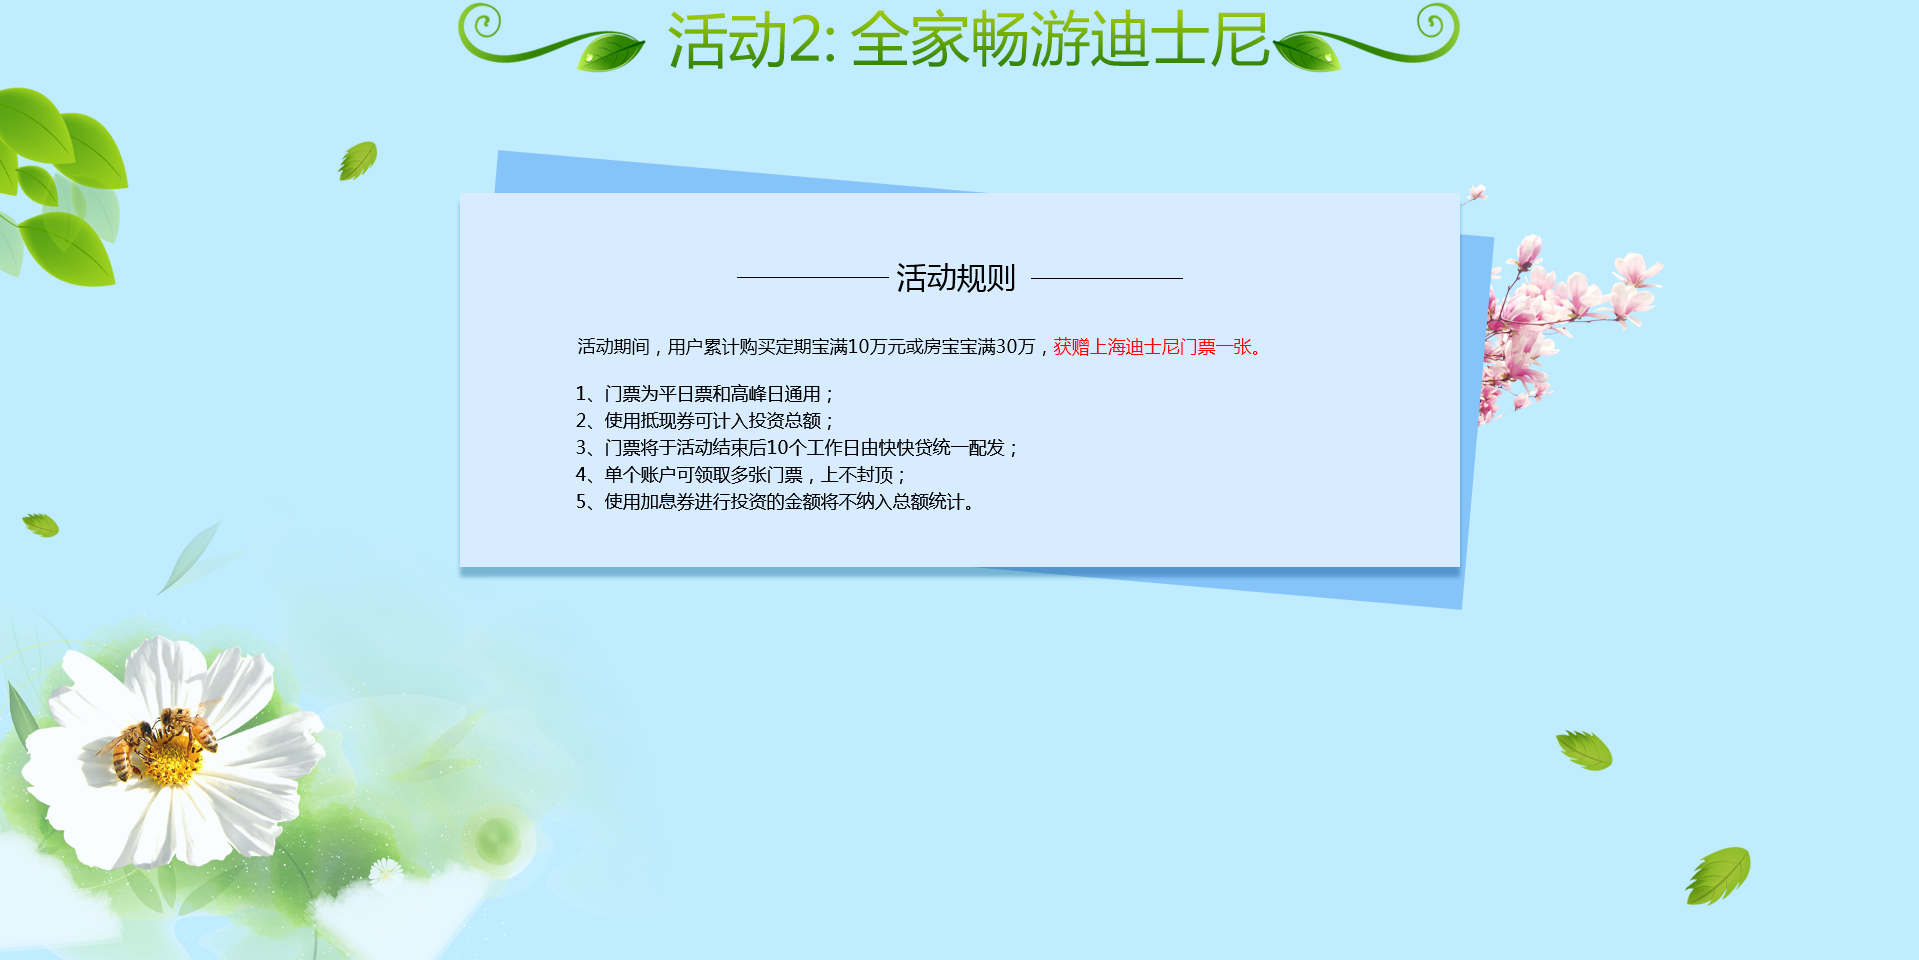 活动2: 全家畅游迪士尼
活动规则
活动期间，用户累计购买定期宝满10万元或房宝宝满30万，获赠上海迪士尼门票一张。
1、门票为平日票和高峰日通用；
2、使用抵现券可计入投资总额；
3、门票将于活动结束后10个工作日由快快贷统一配发；
4、单个账户可领取多张门票，上不封顶；
5、使用加息券进行投资的金额将不纳入总额统计。